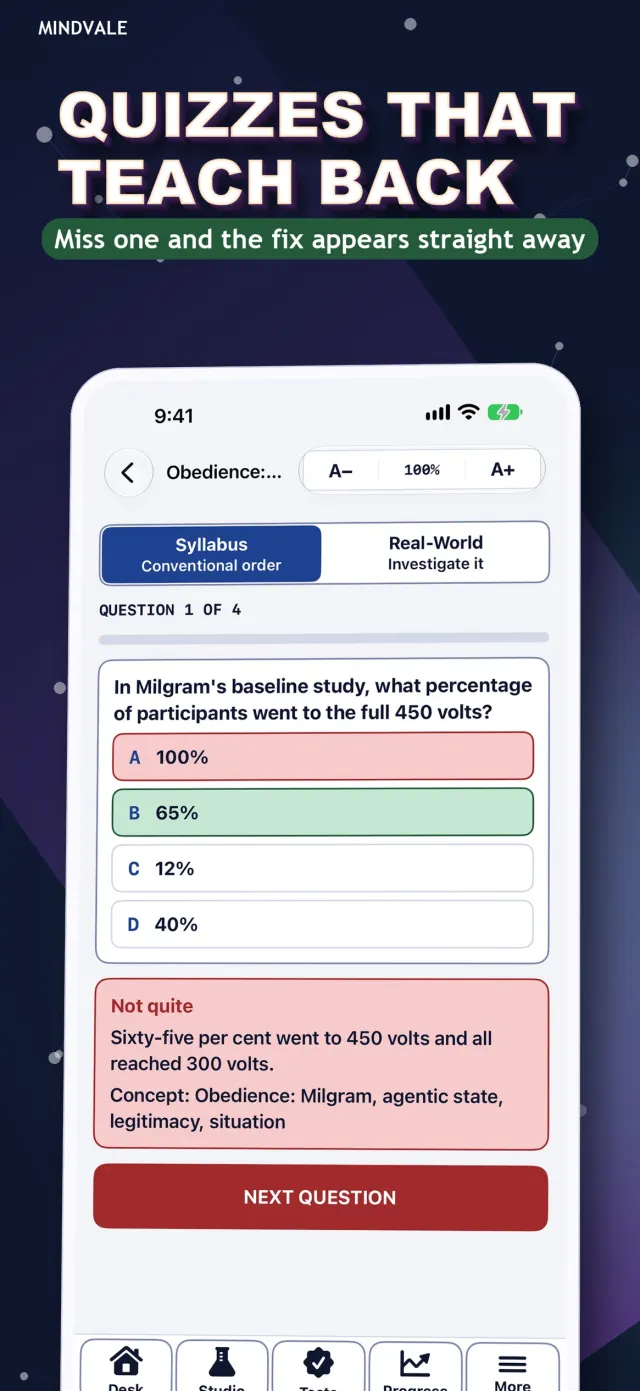 MINDVALE
QUIZZES THAT
TEACH BACK
Miss one and the fix appears straight away
9:41
Obedience:...
A− 100% A+
Syllabus
Conventional order
Real-World
Investigate it
QUESTION 1 OF 4
In Milgram's baseline study, what percentage
of participants went to the full 450 volts?
A 100%
B 65%
C 12%
D 40%
Not quite
Sixty-five per cent went to 450 volts and all
reached 300 volts.
Concept: Obedience: Milgram, agentic state,
legitimacy, situation
NEXT QUESTION
Desk Studio Tests Progress More